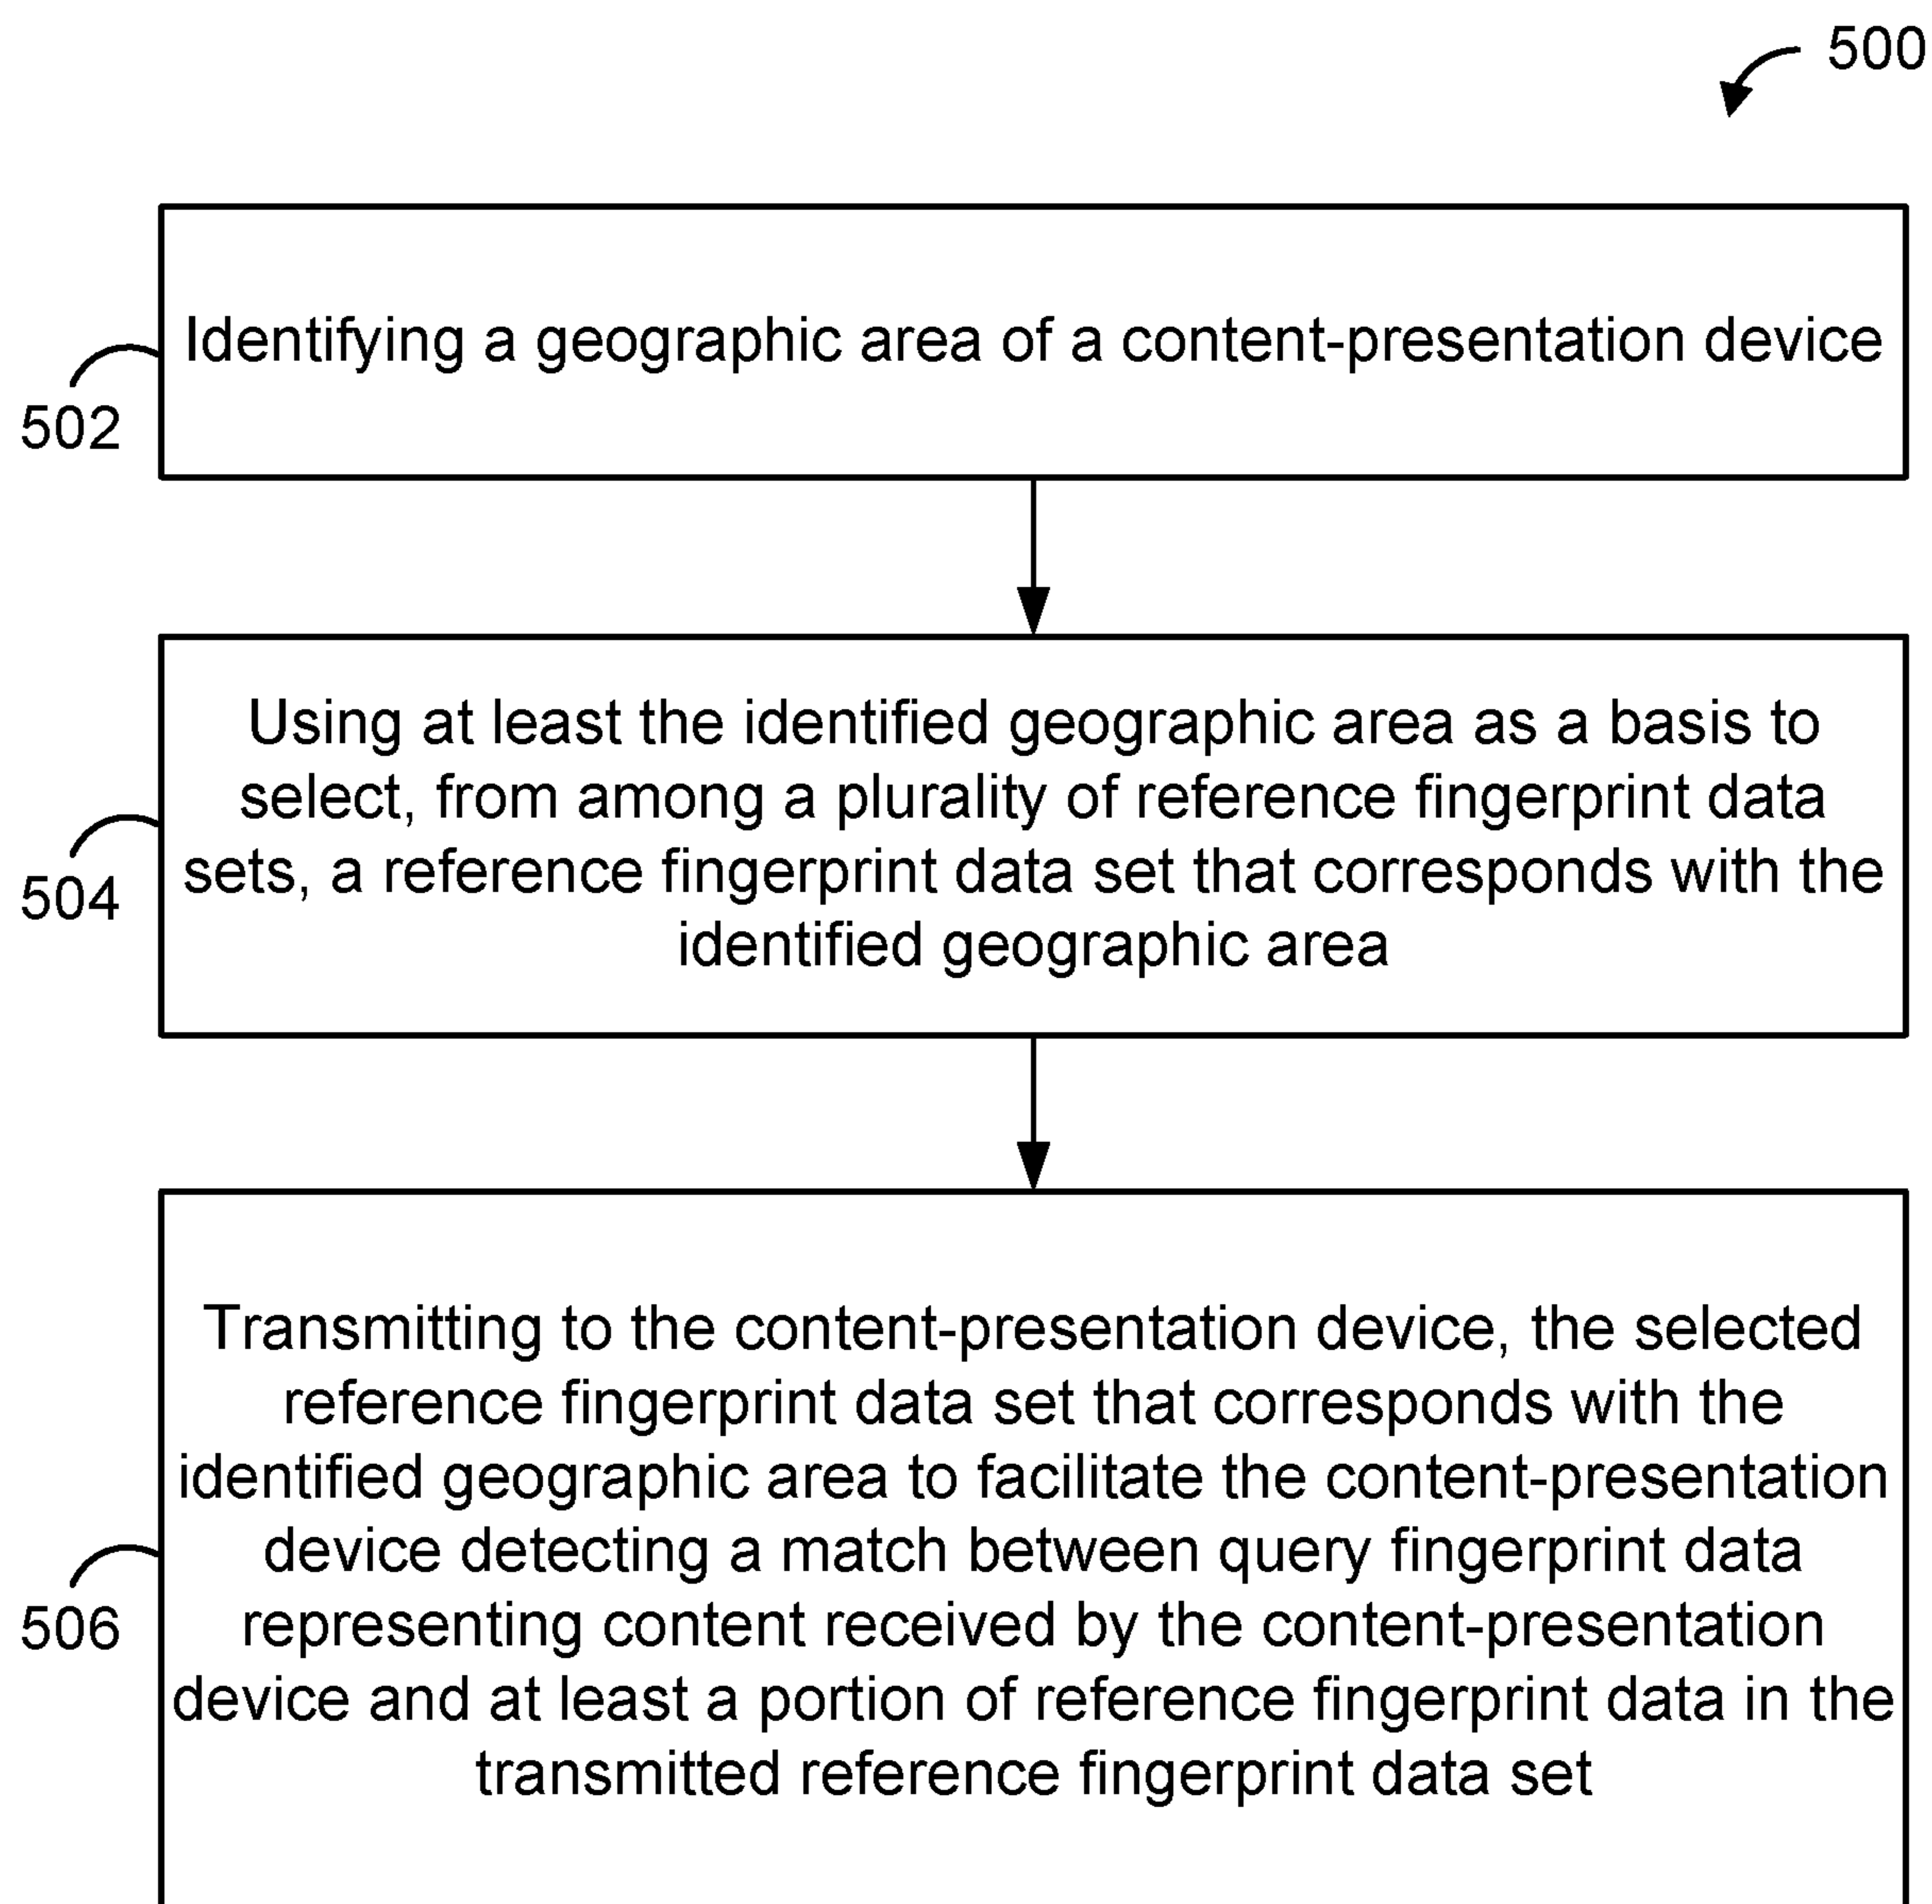 500
Identifying a geographic area of a content-presentation device
502
Using at least the identified geographic area as a basis to
select, from among a plurality of reference fingerprint data
sets, a reference fingerprint data set that corresponds with the
identified geographic area
504
Transmitting to the content-presentation device, the selected
reference fingerprint data set that corresponds with the
identified geographic area to facilitate the content-presentation
device detecting a match between query fingerprint data
representing content received by the content-presentation
device and at least a portion of reference fingerprint data in the
transmitted reference fingerprint data set
506